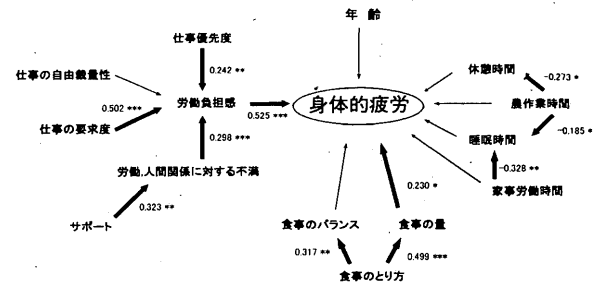 年 齢
仕事優先度
0.242 **
仕事の自由裁量性
0.502 ***
労働負担感
0.525 ***
身体的疲労
休憩時間
-0.273 *
農作業時間
-0.185 *
仕事の要求度
0.298 ***
睡眠時間
-0.328 **
家事労働時間
労働,人間関係に対する不満
0.323 **
サポート
0.230 *
食事のバランス
食事の量
0.317 **
0.499 ***
食事のとり方